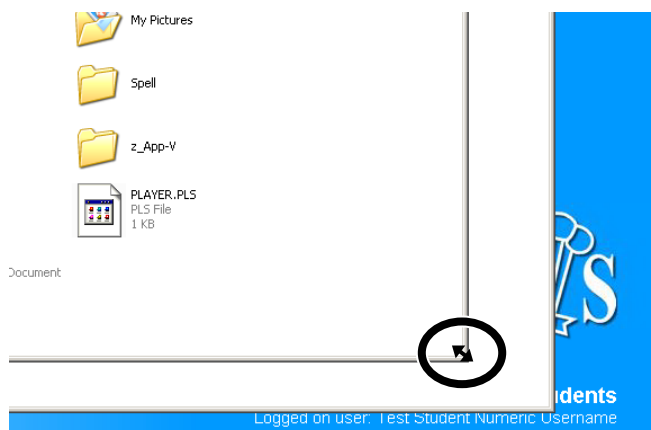 My Pictures
Spell
z_App-V
PLAYER.PLS
PLS File
1 KB
Document
S
udents
Logged on user: Test Student Numeric Username